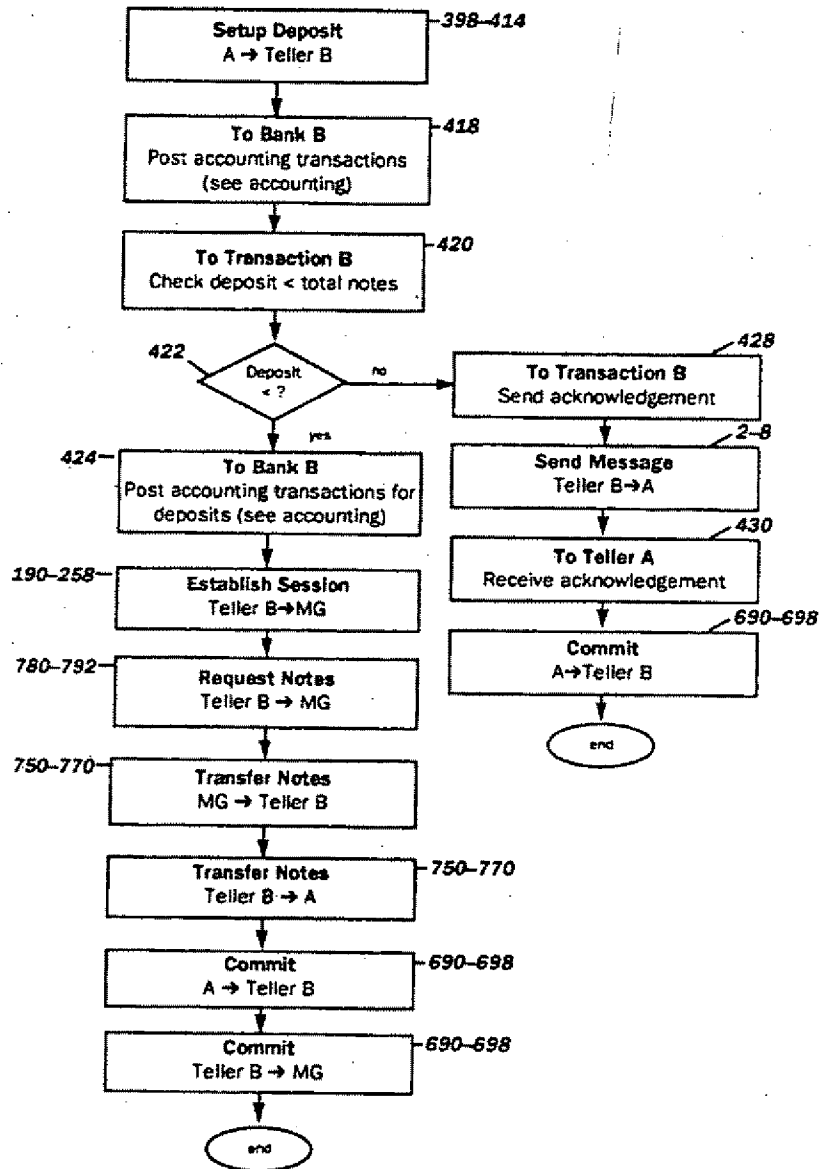 Setup Deposit
A → Teller B
398–414
To Bank B
Post accounting transactions
(see accounting)
418
To Transaction B
Check deposit < total notes
420
422
Deposit
< ?
no
yes
428
To Transaction B
Send acknowledgement
2–8
Send Message
Teller B→A
430
To Teller A
Receive acknowledgement
690–698
Commit
A→Teller B
end
424
To Bank B
Post accounting transactions for
deposits (see accounting)
190–258
Establish Session
Teller B→MG
780–792
Request Notes
Teller B → MG
750–770
Transfer Notes
MG → Teller B
Transfer Notes
Teller B → A
750–770
Commit
A → Teller B
690–698
Commit
Teller B → MG
690–698
end